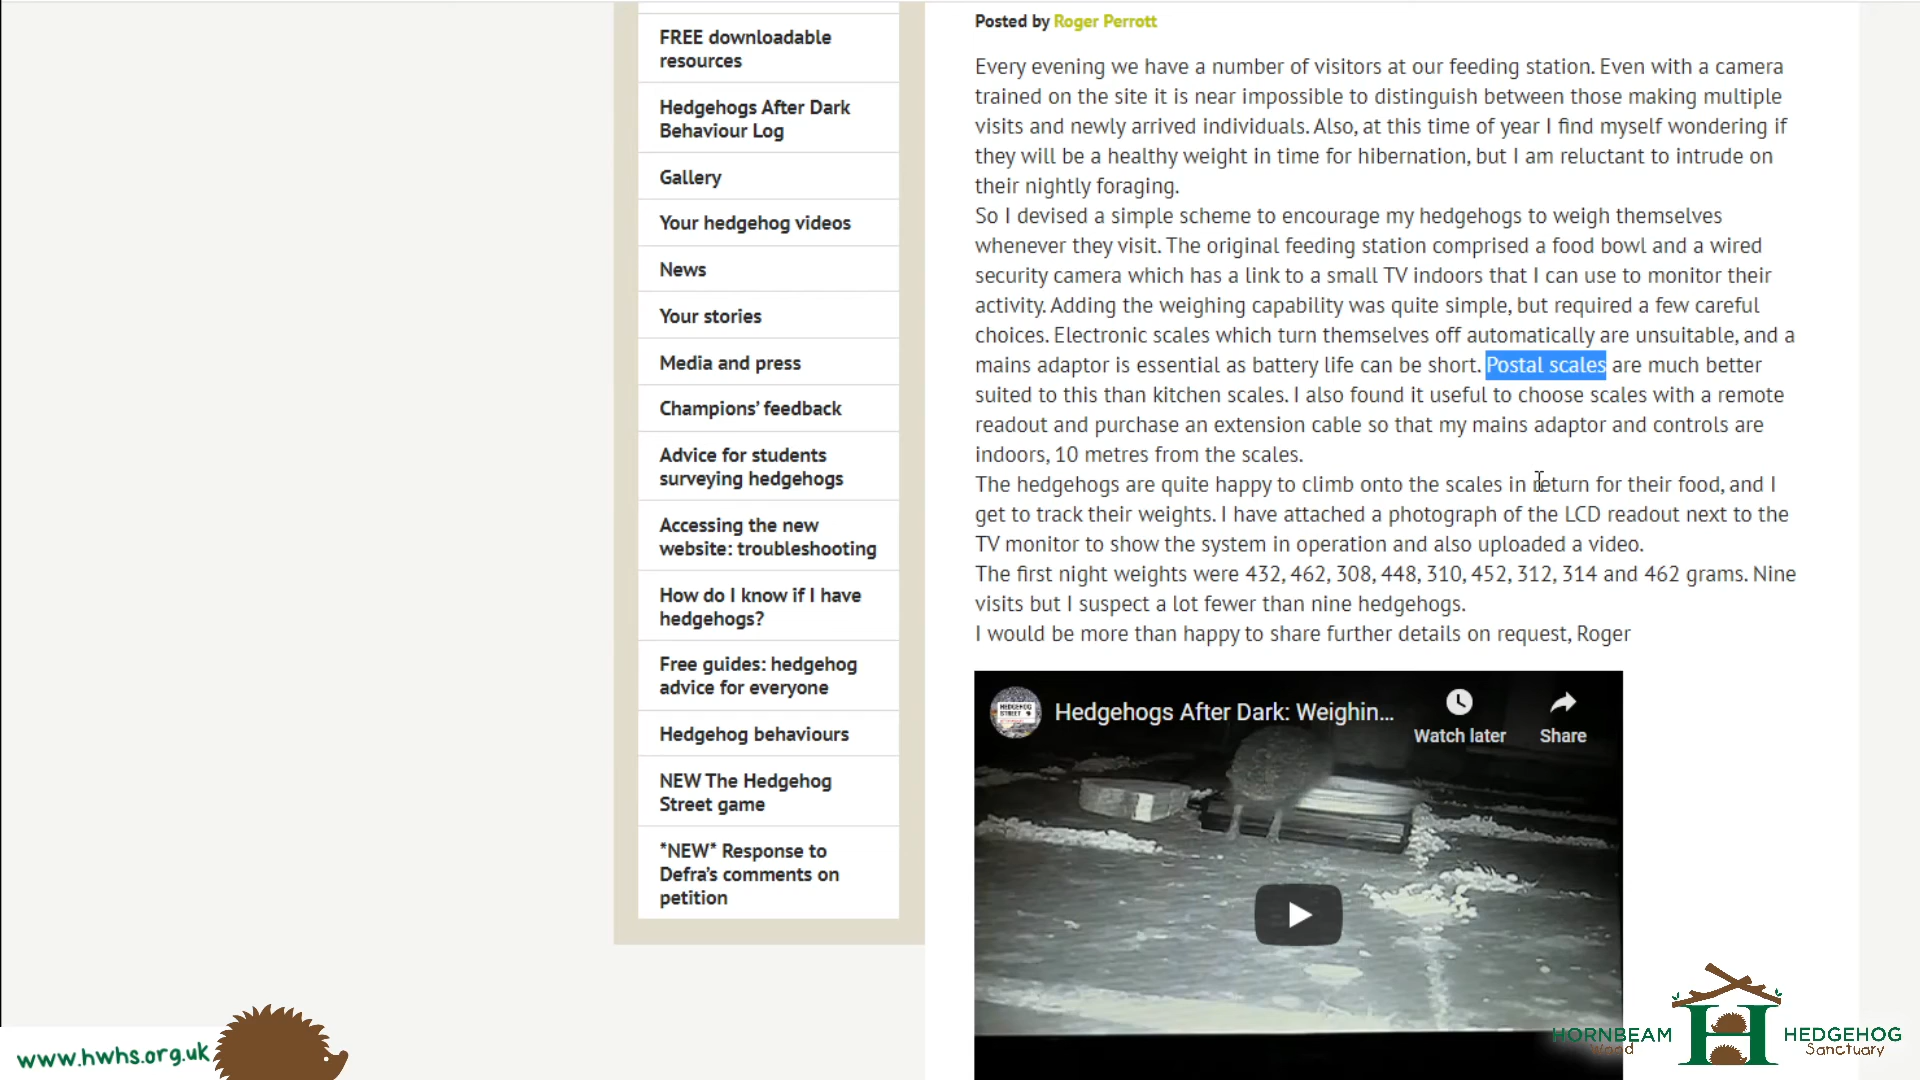 FREE downloadable
resources
Hedgehogs After Dark
Behaviour Log
Gallery
Your hedgehog videos
News
Your stories
Media and press
Champions’ feedback
Advice for students
surveying hedgehogs
Accessing the new
website: troubleshooting
How do I know if I have
hedgehogs?
Free guides: hedgehog
advice for everyone
Hedgehog behaviours
NEW The Hedgehog
Street game
*NEW* Response to
Defra’s comments on
petition
Posted by Roger Perrott
Every evening we have a number of visitors at our feeding station. Even with a camera
trained on the site it is near impossible to distinguish between those making multiple
visits and newly arrived individuals. Also, at this time of year I find myself wondering if
they will be a healthy weight in time for hibernation, but I am reluctant to intrude on
their nightly foraging.
So I devised a simple scheme to encourage my hedgehogs to weigh themselves
whenever they visit. The original feeding station comprised a food bowl and a wired
security camera which has a link to a small TV indoors that I can use to monitor their
activity. Adding the weighing capability was quite simple, but required a few careful
choices. Electronic scales which turn themselves off automatically are unsuitable, and a
mains adaptor is essential as battery life can be short. Postal scales are much better
suited to this than kitchen scales. I also found it useful to choose scales with a remote
readout and purchase an extension cable so that my mains adaptor and controls are
indoors, 10 metres from the scales.
The hedgehogs are quite happy to climb onto the scales in return for their food, and I
get to track their weights. I have attached a photograph of the LCD readout next to the
TV monitor to show the system in operation and also uploaded a video.
The first night weights were 432, 462, 308, 448, 310, 452, 312, 314 and 462 grams. Nine
visits but I suspect a lot fewer than nine hedgehogs.
I would be more than happy to share further details on request, Roger
HEDGEHOG
STREET
Hedgehogs After Dark: Weighin...
Watch later
Share
www.hwhs.org.uk
HORNBEAM
Wood
H
HEDGEHOG
Sanctuary